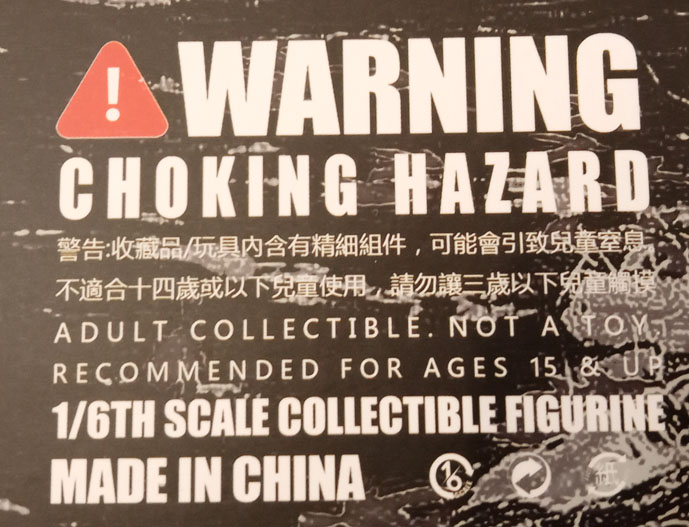 ! WARNING
CHOKING HAZARD
警告:收藏品/玩具內含有精細組件，可能會引致兒童窒息
不適合十四歲或以下兒童使用，請勿讓三歲以下兒童觸摸
ADULT COLLECTIBLE. NOT A TOY.
RECOMMENDED FOR AGES 15 & UP
1/6TH SCALE COLLECTIBLE FIGURINE
MADE IN CHINA 1/6 紙